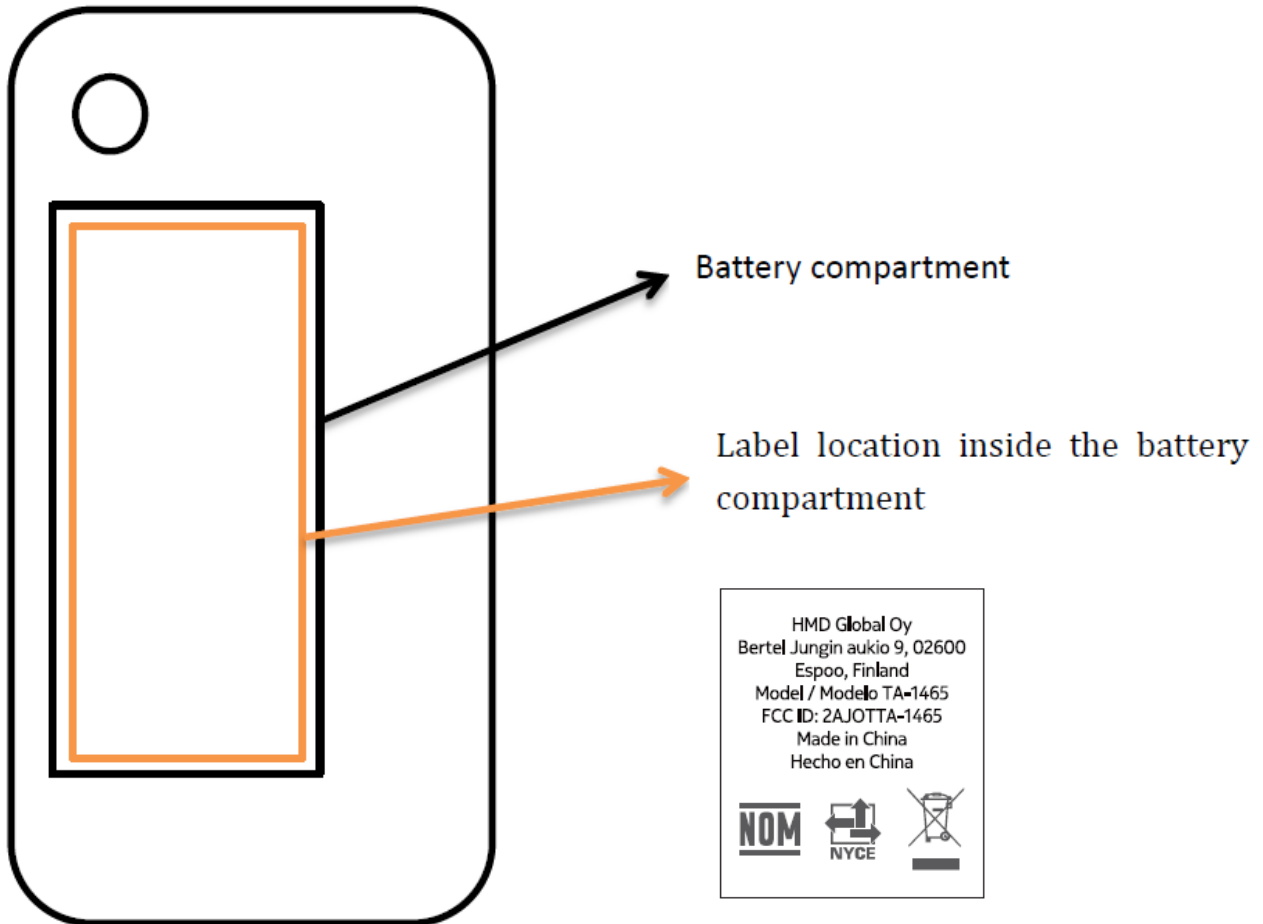 Battery compartment
Label location inside the battery
compartment
HMD Global Oy
Bertel Jungin aukio 9, 02600
Espoo, Finland
Model / Modelo TA-1465
FCC ID: 2AJOTTA-1465
Made in China
Hecho en China
NOM
NYCE